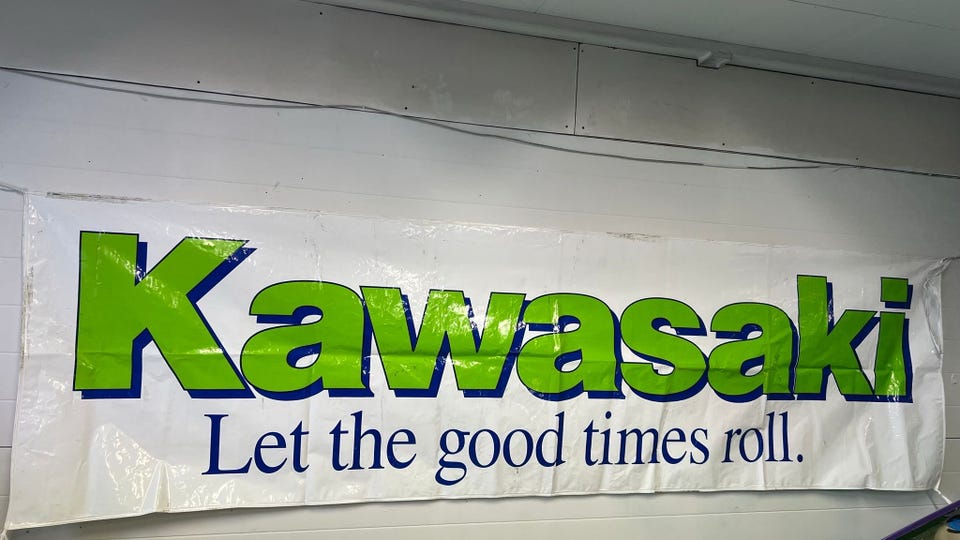 Kawasaki
Let the good times roll.